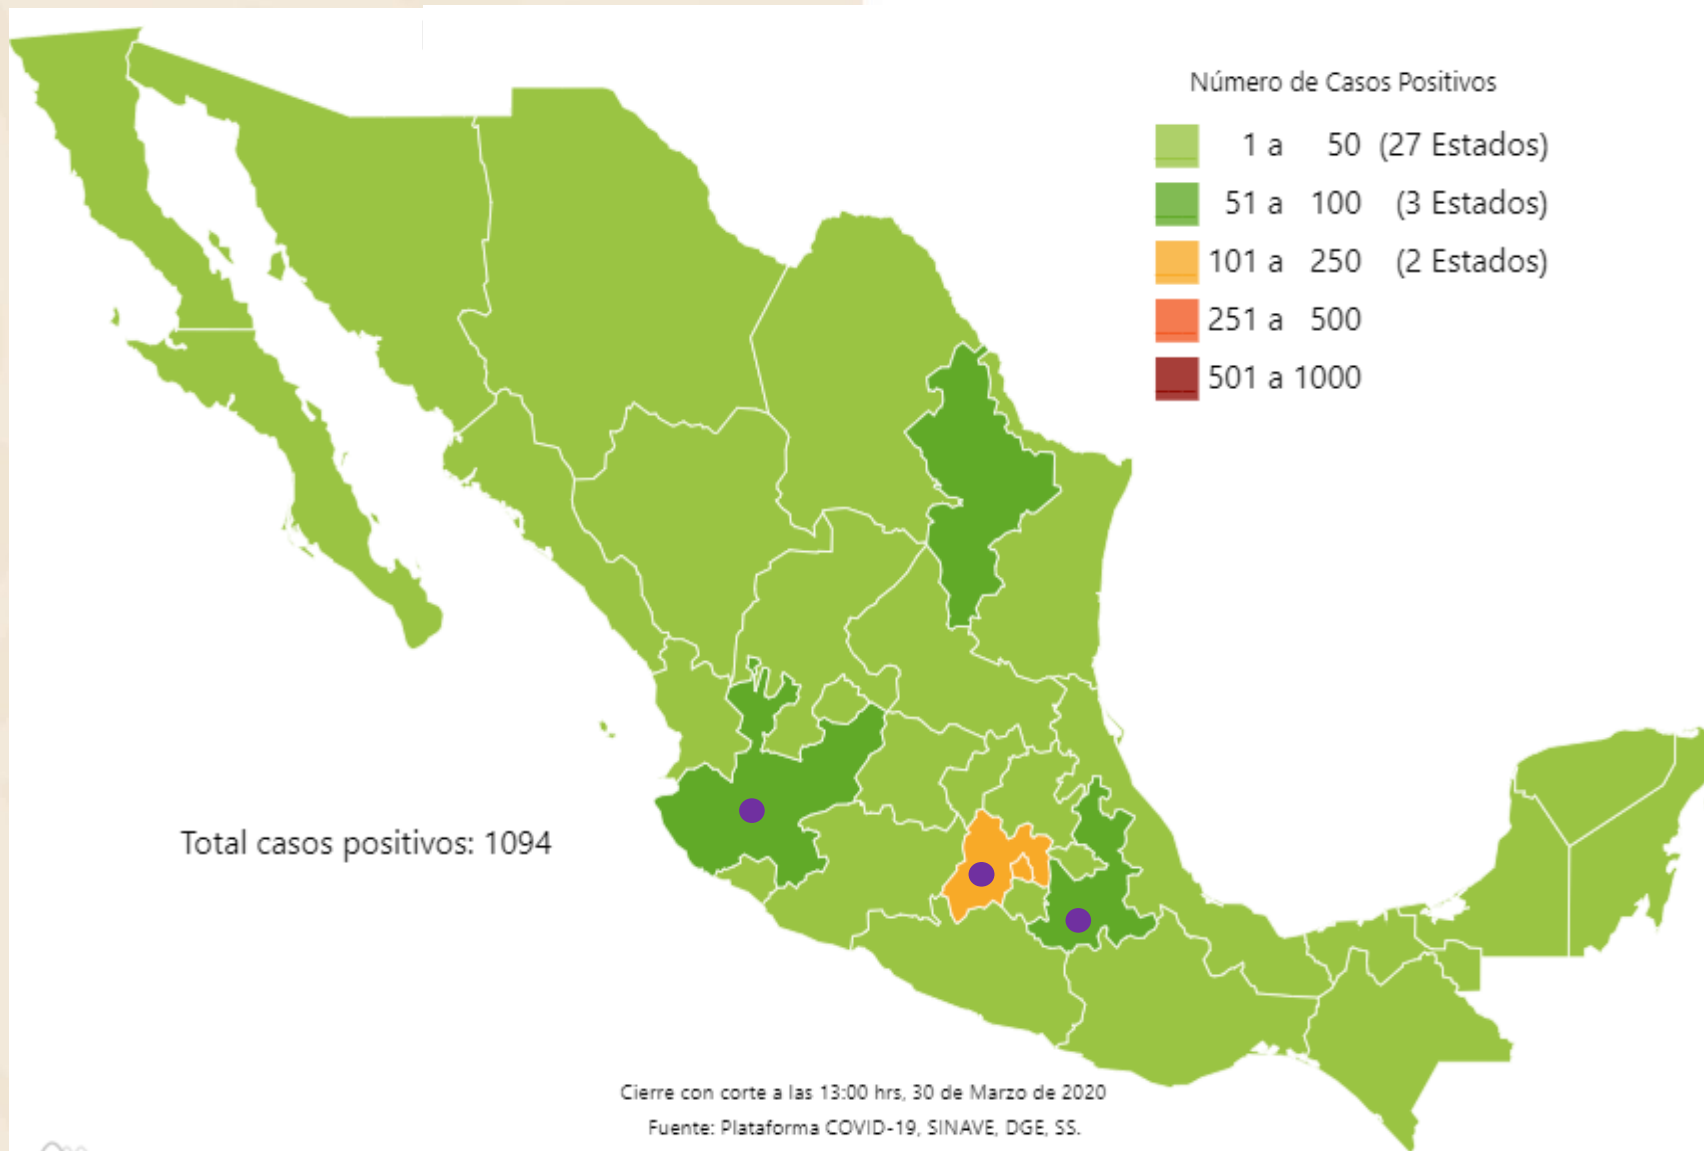 Número de Casos Positivos
1 a 50 (27 Estados)
51 a 100 (3 Estados)
101 a 250 (2 Estados)
251 a 500
501 a 1000
Total casos positivos: 1094
Cierre con corte a las 13:00 hrs, 30 de Marzo de 2020
Fuente: Plataforma COVID-19, SINAVE, DGE, SS.